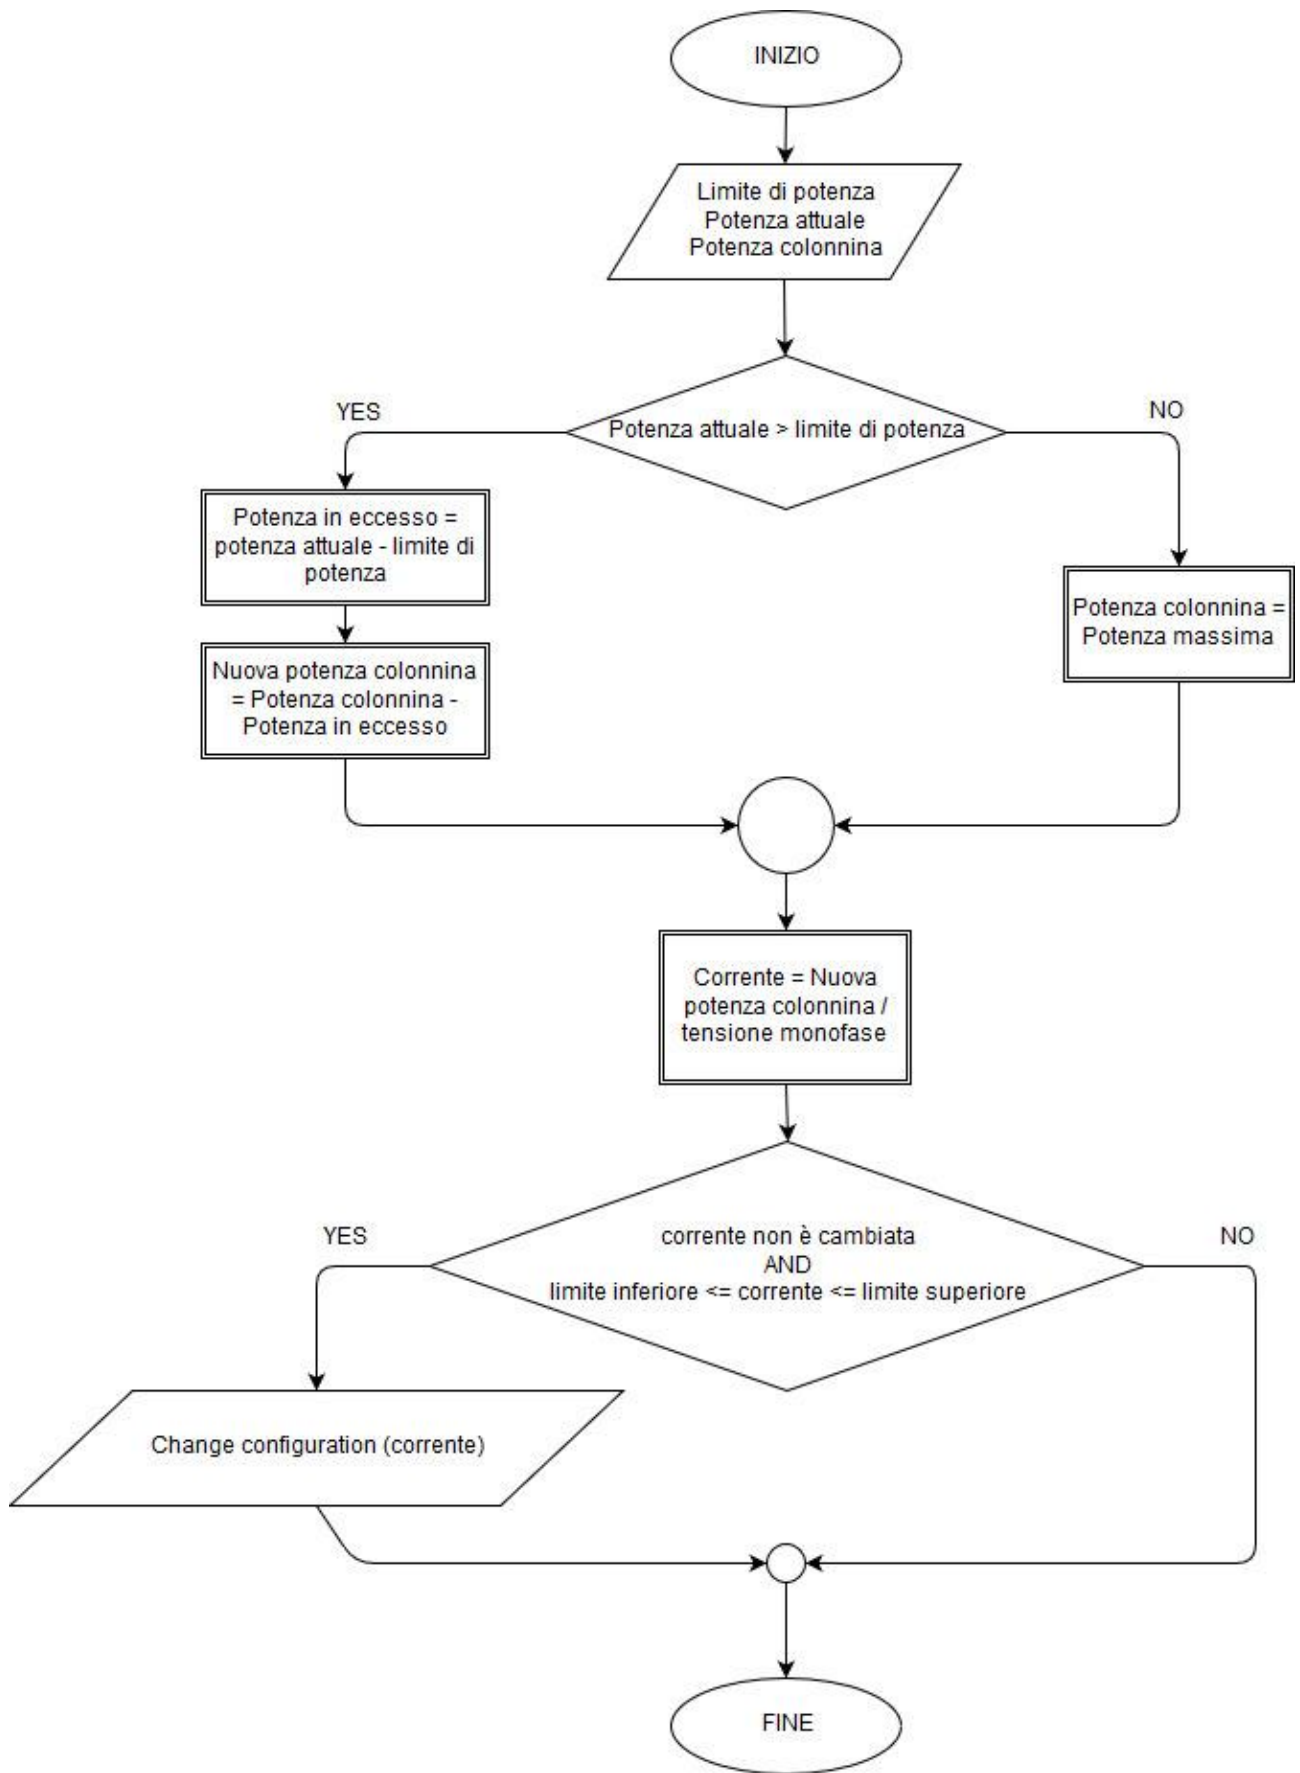 INIZIO
Limite di potenza
Potenza attuale
Potenza colonnina
YES
NO
Potenza attuale > limite di potenza
Potenza in eccesso =
potenza attuale - limite di
potenza
Potenza colonnina =
Potenza massima
Nuova potenza colonnina
= Potenza colonnina -
Potenza in eccesso
Corrente = Nuova
potenza colonnina /
tensione monofase
YES
NO
corrente non è cambiata
AND
limite inferiore <= corrente <= limite superiore
Change configuration (corrente)
FINE